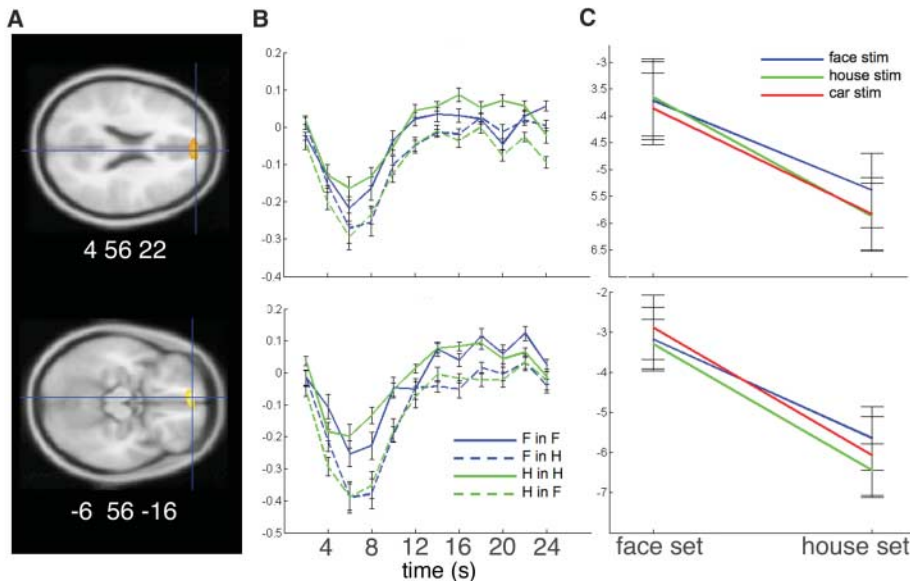 A
B
C
4 56 22
-6 56 -16
0.2
0.1
0
-0.1
-0.2
-0.3
-0.4
0.2
0.1
0
-0.1
-0.2
-0.3
-0.4
-0.5
4 8 12 16 20 24
time (s)
F in F
F in H
H in H
H in F
-3
3.5
-4
4.5
-5
5.5
-6
6.5
face stim
house stim
car stim
-2
-3
-4
-5
-6
-7
face set house set